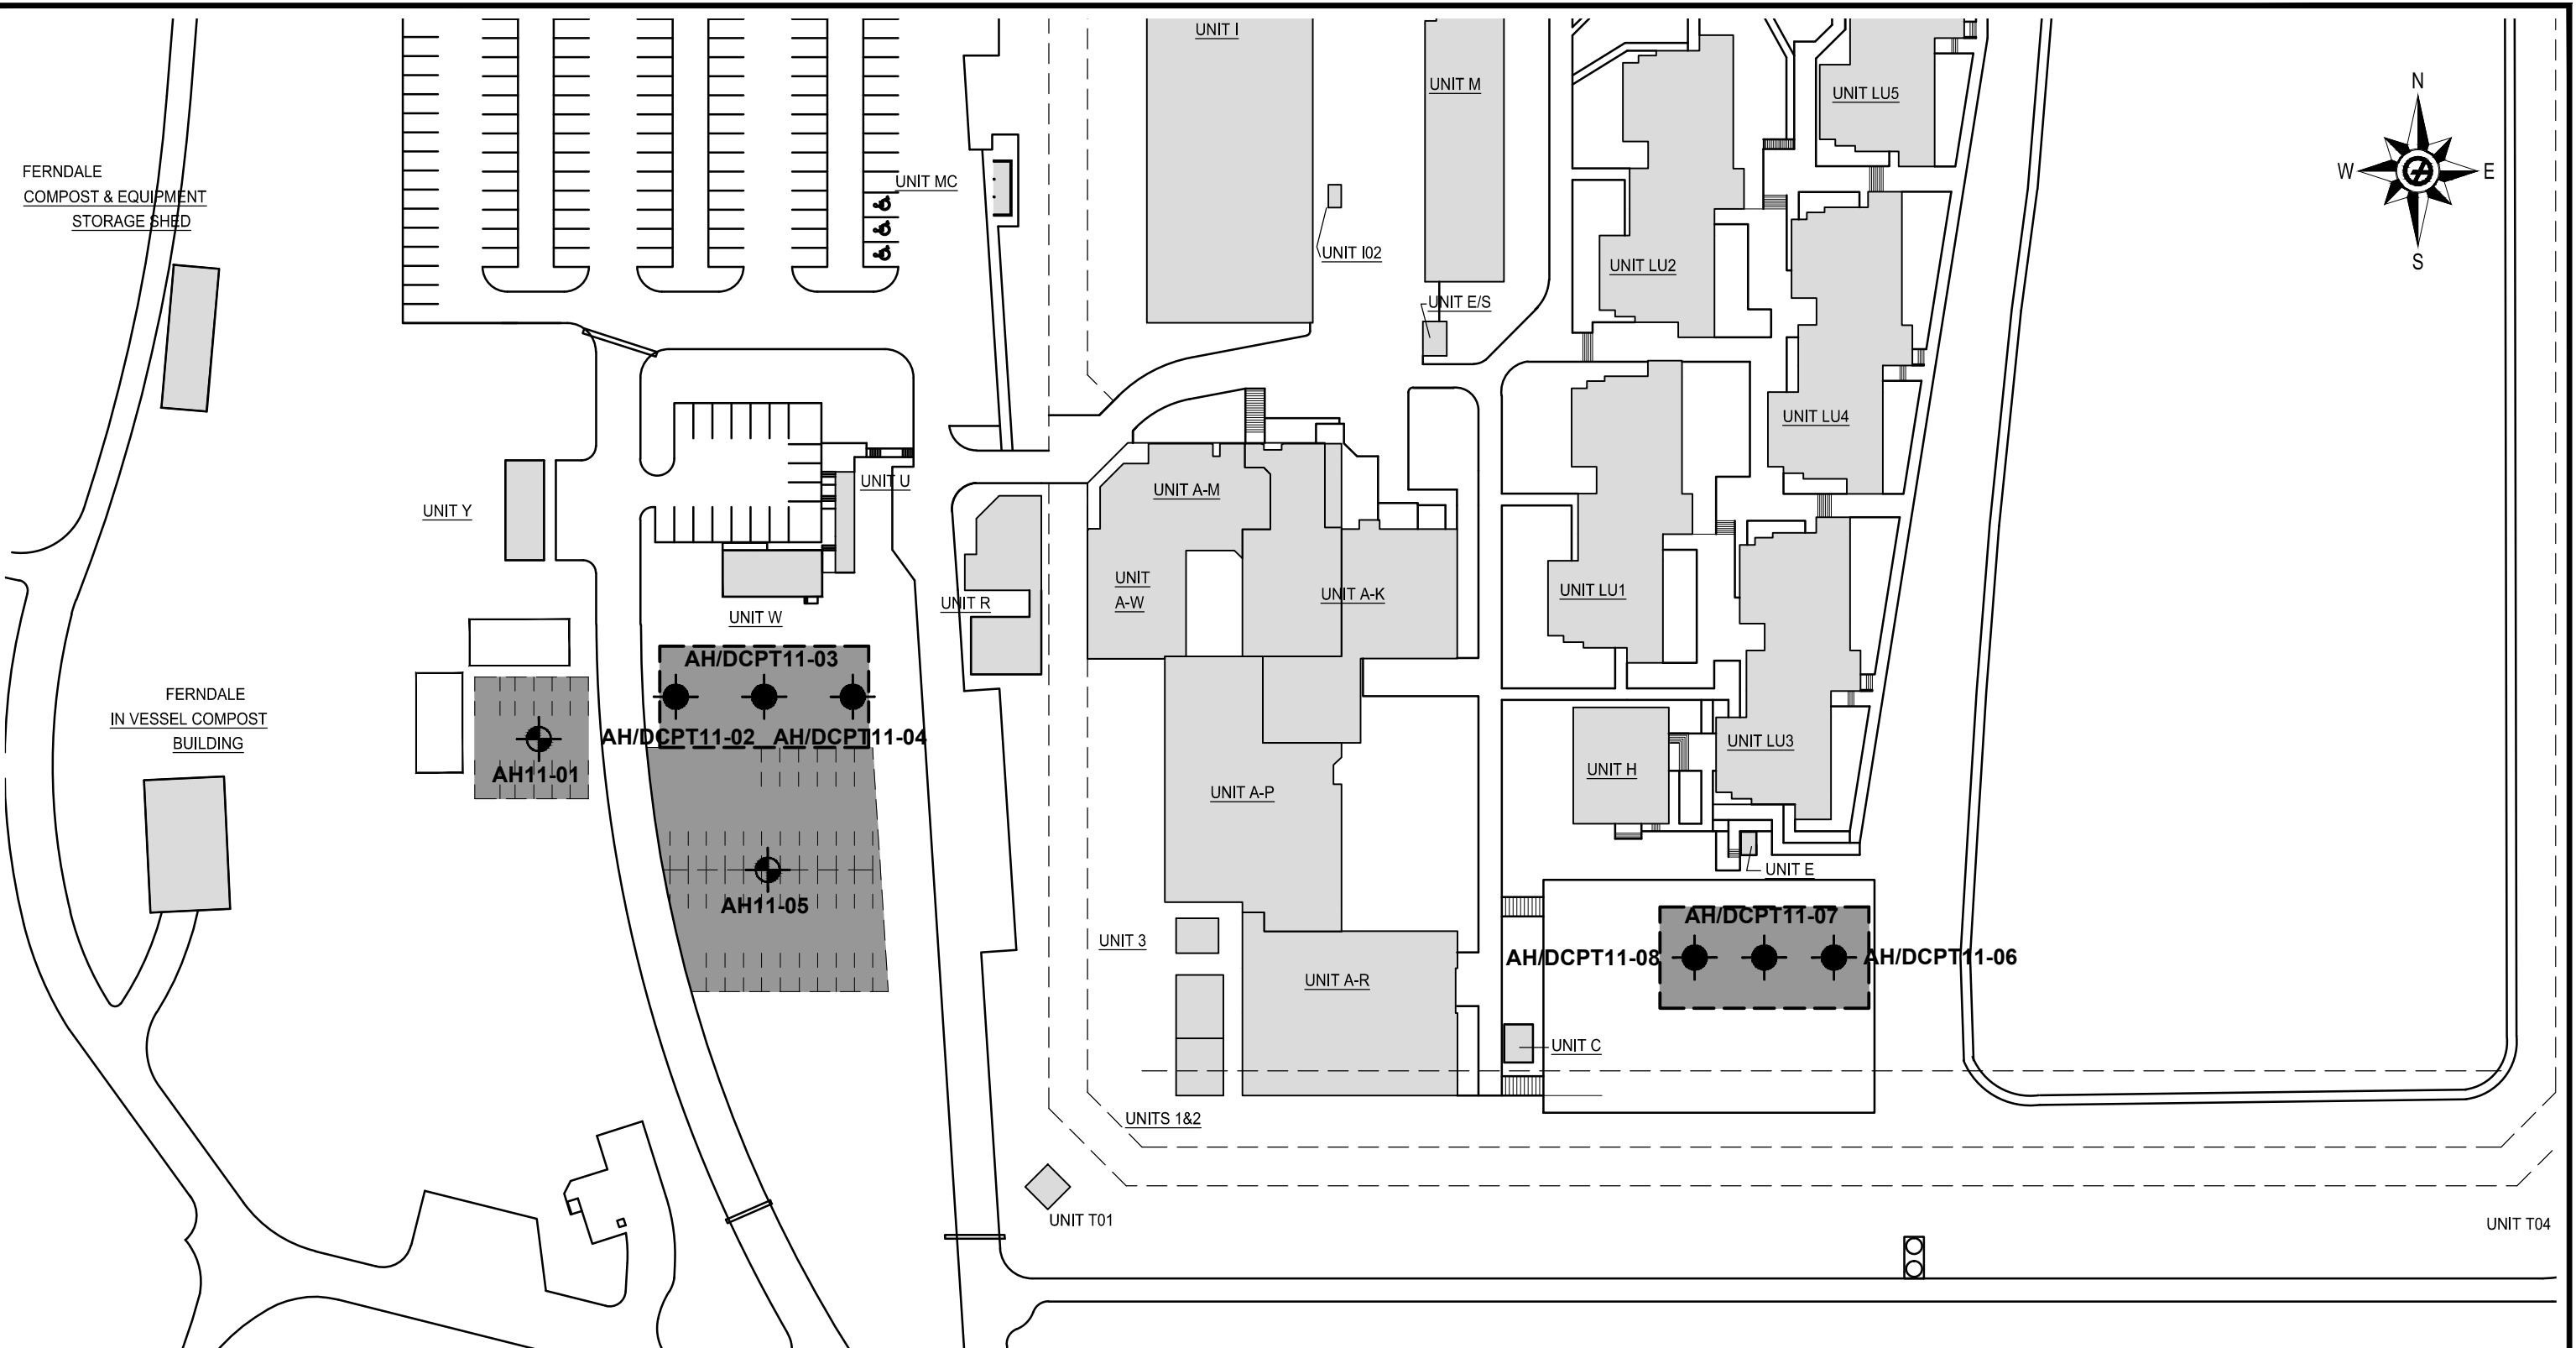 UNIT I
UNIT M
UNIT LU5
N
W
E
S
FERNDALE
COMPOST & EQUIPMENT
STORAGE SHED
UNIT MC
UNIT I02
UNIT LU2
UNIT E/S
UNIT LU4
UNIT U
UNIT Y
UNIT A-M
UNIT
A-W
UNIT A-K
UNIT LU1
UNIT R
UNIT W
AH/DCPT11-03
FERNDALE
IN VESSEL COMPOST
BUILDING
AH/DCPT11-02
AH/DCPT11-04
AH11-01
UNIT LU3
UNIT H
UNIT A-P
UNIT E
AH11-05
AH/DCPT11-07
UNIT 3
AH/DCPT11-08
AH/DCPT11-06
UNIT A-R
UNIT C
UNITS 1&2
UNIT T01
UNIT T04